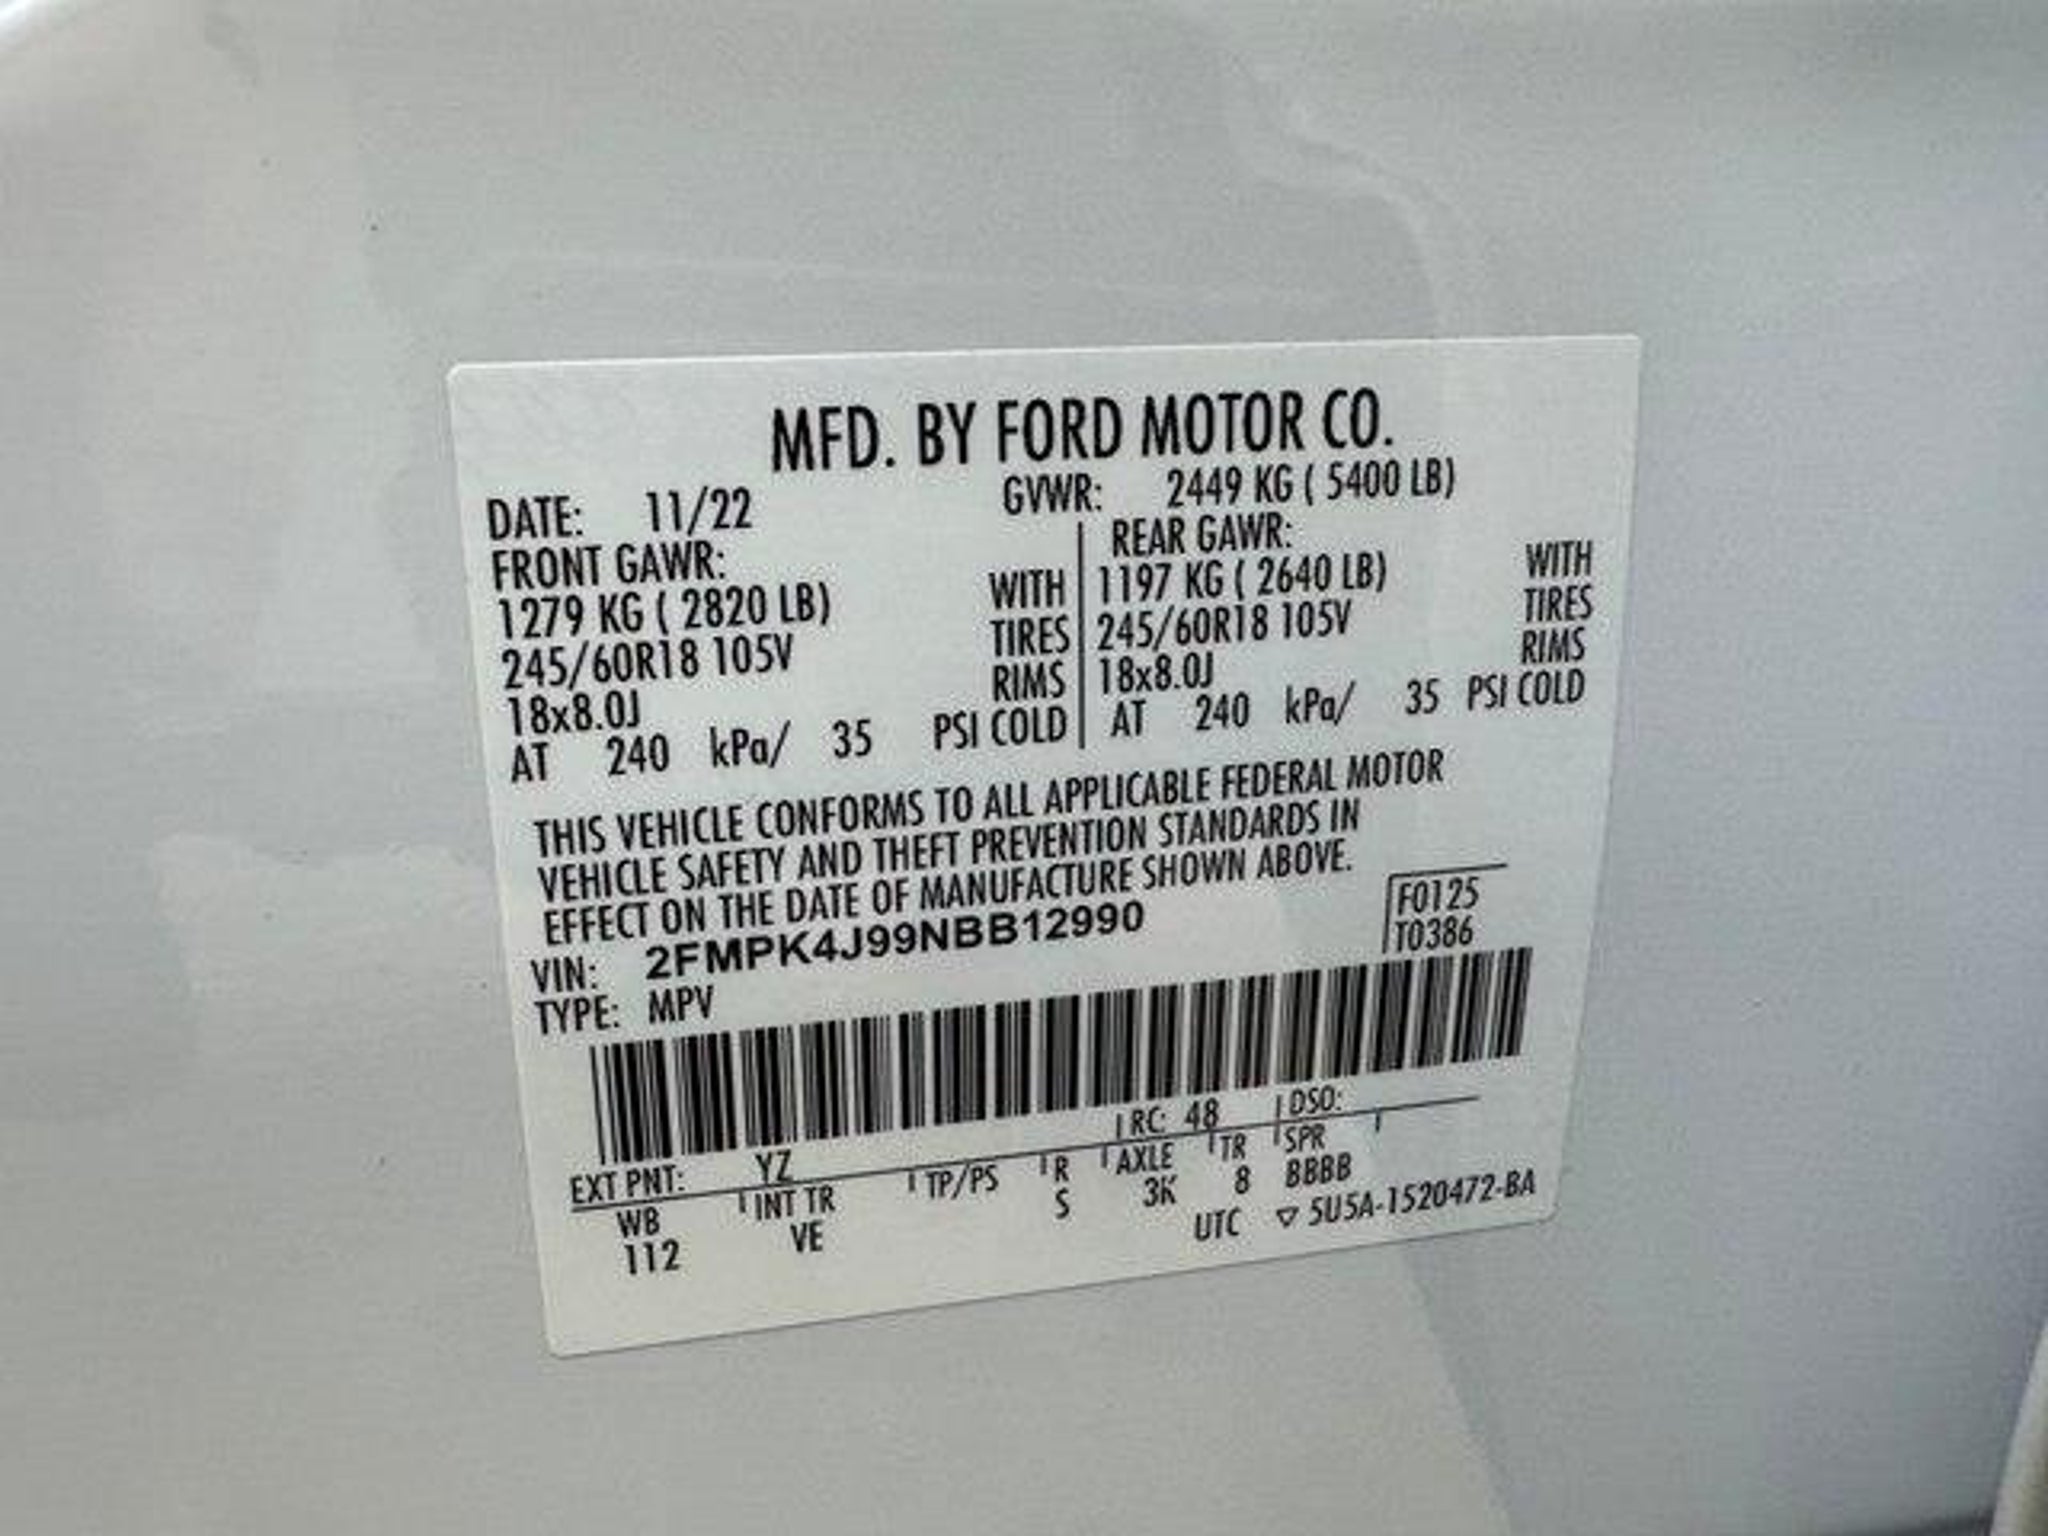 MFD. BY FORD MOTOR CO.
DATE: 11/22 GVWR: 2449 KG ( 5400 LB)
FRONT GAWR: REAR GAWR:
1279 KG ( 2820 LB) WITH 1197 KG ( 2640 LB) WITH
245/60R18 105V TIRES 245/60R18 105V TIRES
18x8.0J RIMS 18x8.0J RIMS
AT 240 kPa/ 35 PSI COLD AT 240 kPa/ 35 PSI COLD
THIS VEHICLE CONFORMS TO ALL APPLICABLE FEDERAL MOTOR
VEHICLE SAFETY AND THEFT PREVENTION STANDARDS IN
EFFECT ON THE DATE OF MANUFACTURE SHOWN ABOVE.
F0125
VIN: 2FMPK4J99NBB12990 T0386
TYPE: MPV
EXT PNT: YZ RC: 48 DSO:
WB INT TR TP/PS R AXLE TR SPR
112 VE S 3K 8 BBBB
UTC ▽ 5U5A-1520472-BA